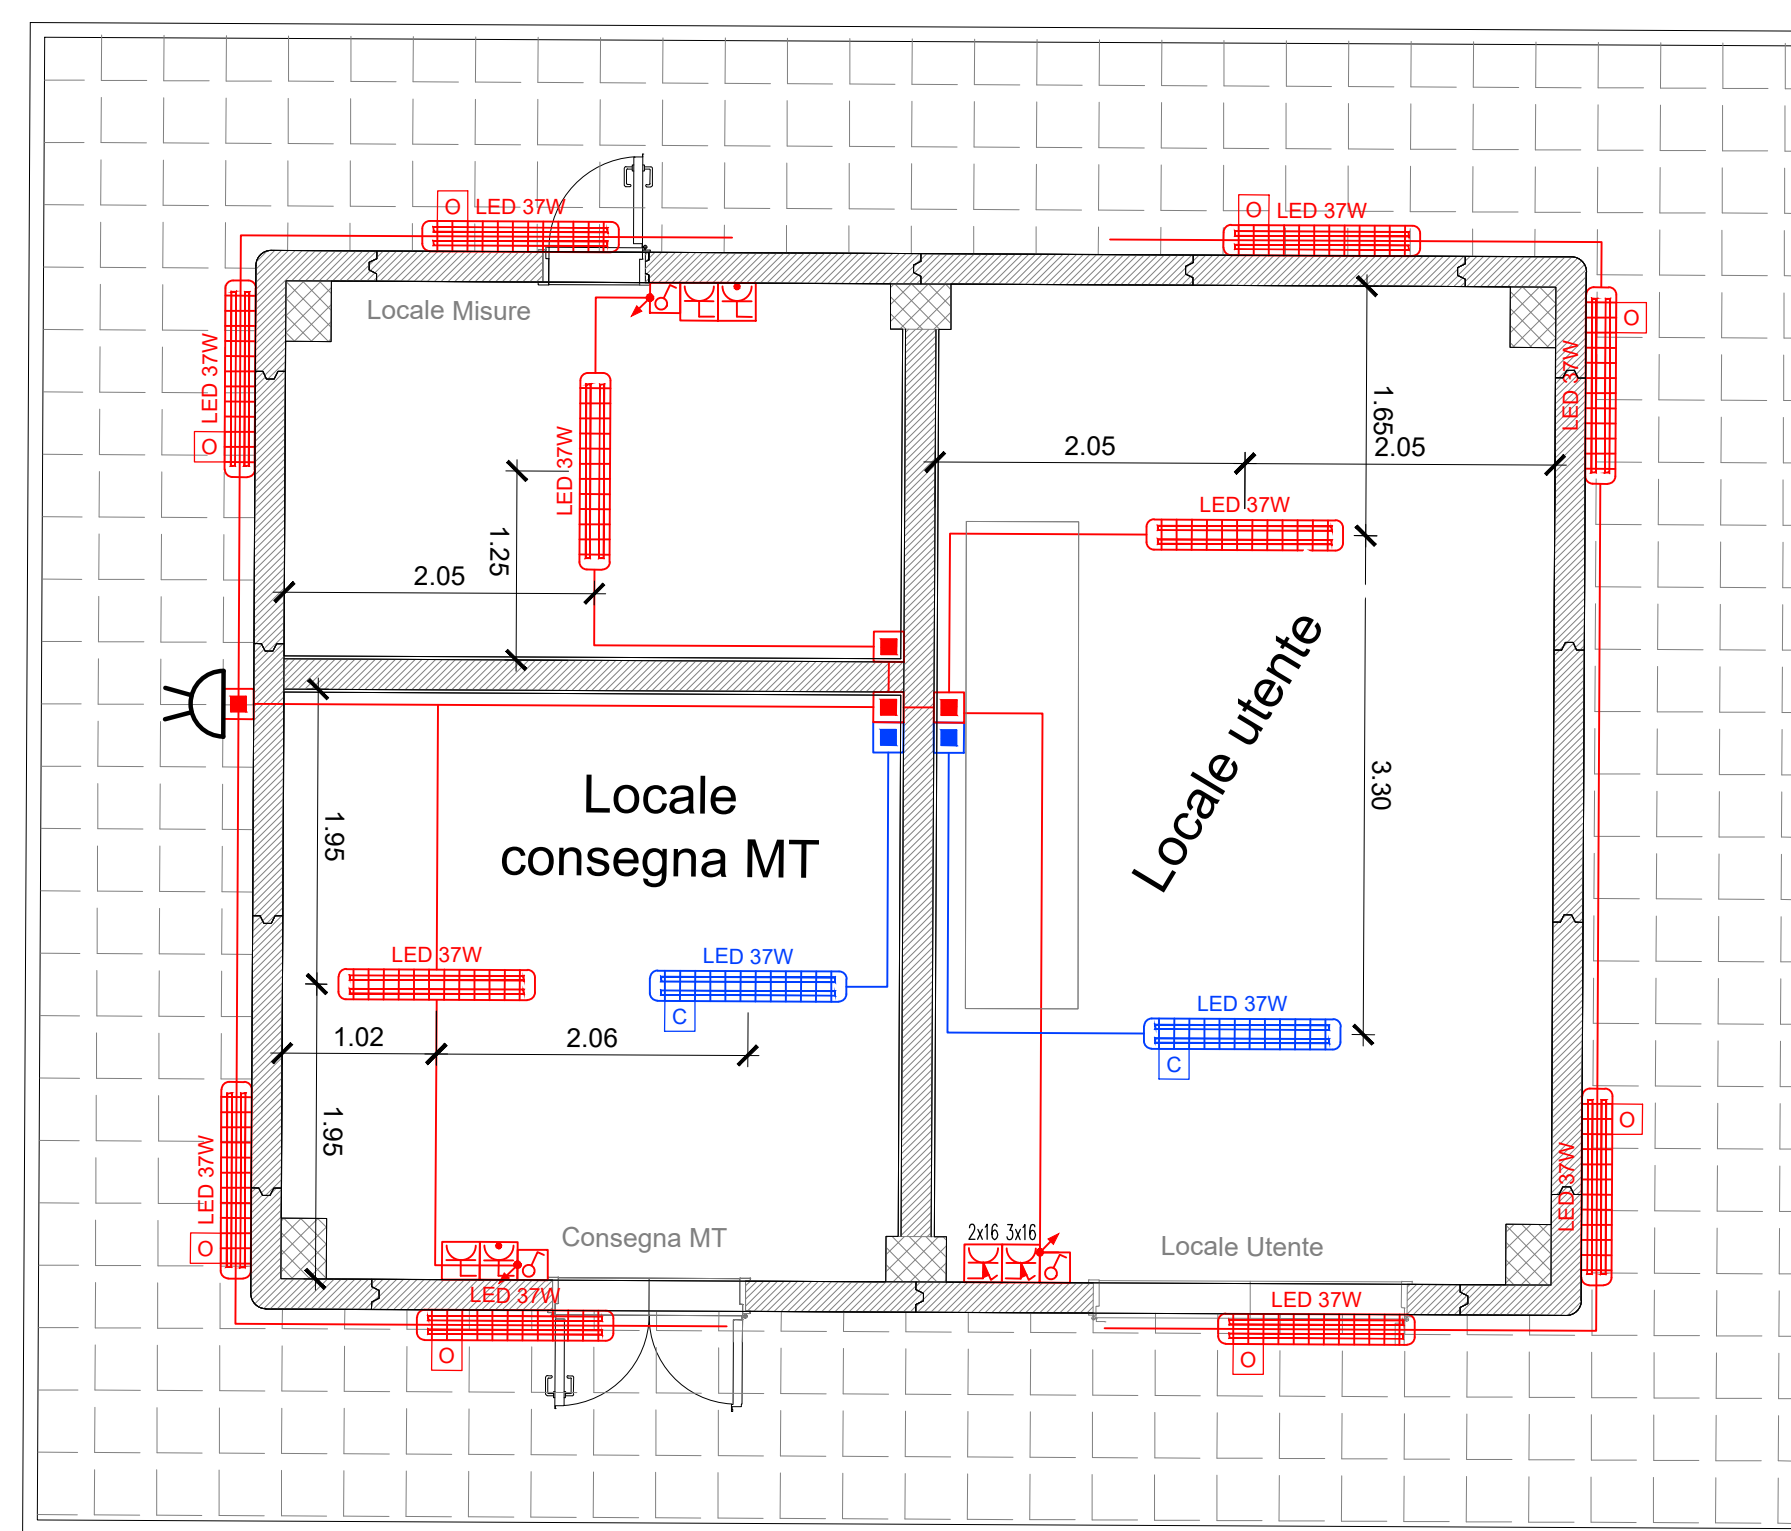 O
LED 37W
O
LED 37W
Locale Misure
LED 37W
O
LED 37W
O
LED 37W
1.65
2.05
2.05
LED 37W
1.25
2.05
LED 37W
Locale utente
3.30
Locale
consegna MT
1.95
LED 37W
LED 37W
C
LED 37W
C
1.02
2.06
1.95
LED 37W
O
LED 37W
O
Consegna MT
2x16 3x16
Locale Utente
LED 37W
O
LED 37W
O